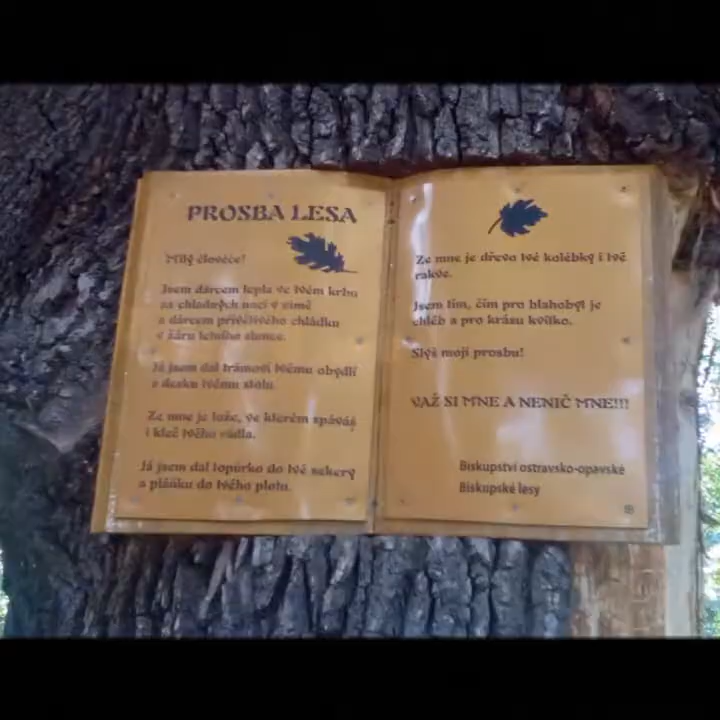 PROSBA LESA
Milý člověče!
Jsem dárcem tepla ve tvém krbu
za chladných nocí v zimě
a dárcem přívětivého chládku
v žáru letního slunce.
Já jsem dal trámoví tvému obydlí
a desku tvému stolu.
Ze mne je lože, ve kterém spáváš
i kleč tvého rádla.
Já jsem dal topůrko do tvé sekery
a plaňku do tvého plotu.
Ze mne je dřevo tvé kolébky i tvé
rakve.
Jsem tím, čím pro blahobyt je
chléb a pro krásu kvítko.
Slyš moji prosbu!
VAŽ SI MNE A NENIČ MNE!!!
Biskupství ostravsko-opavské
Biskupské lesy